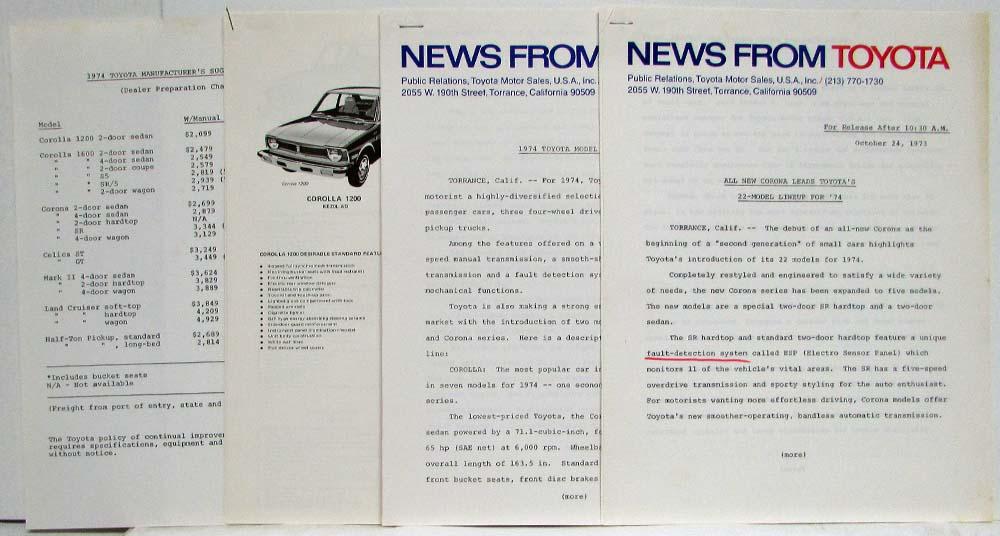 1974 TOYOTA MANUFACTURER'S SUG
(Dealer Preparation Cha
Model W/Manual
Corolla 1200 2-door sedan $2,099
Corolla 1600 2-door sedan $2,479
" " 4-door sedan 2,549
" " 2-door coupe 2,579
" " S5 2,819
" " SR/5 2,939
" " 2-door wagon 2,719
Corona 2-door sedan $2,699
" 4-door sedan 2,879
" 2-door hardtop N/A
" SR 3,344
" 4-door wagon 3,129
Celica ST $3,249
" GT 3,449
Mark II 4-door sedan $3,624
" 2-door hardtop 3,829
" 4-door wagon 3,889
Land Cruiser soft-top $3,849
" " hardtop 4,209
" " wagon 4,929
Half-Ton Pickup, standard $2,689
" " " , long-bed 2,814
*Includes bucket seats
N/A - Not available
(Freight from port of entry, state and
The Toyota policy of continual improve
requires specifications, equipment and
without notice.
Corolla 1200
COROLLA 1200
COROLLA 1200 DESIRABLE STANDARD FEATU
NEWS FROM
Public Relations, Toyota Motor Sales, U.S.A., Inc.
2055 W. 190th Street, Torrance, California 90509
1974 TOYOTA MODEL
TORRANCE, Calif. -- For 1974, Toy
motorist a highly-diversified selecti
passenger cars, three four-wheel driv
pickup trucks.
Among the features offered on a
speed manual transmission, a smooth-s
transmission and a fault detection sy
mechanical functions.
Toyota is also making a strong e
market with the introduction of two m
and Corona series. Here is a descript
line:
COROLLA: The most popular car i
in seven models for 1974 -- one econo
series.
The lowest-priced Toyota, the Co
sedan powered by a 71.1-cubic-inch, f
65 hp (SAE net) at 6,000 rpm. Wheelb
overall length of 163.5 in. Standard
front bucket seats, front disc brakes
(more)
NEWS FROM TOYOTA
Public Relations, Toyota Motor Sales, U.S.A., Inc./ (213) 770-1730
2055 W. 190th Street, Torrance, California 90509
For Release After 10:30 A.M.
October 24, 1973
ALL NEW CORONA LEADS TOYOTA'S
22-MODEL LINEUP FOR '74
TORRANCE, Calif. -- The debut of an all-new Corona as the
beginning of a "second generation" of small cars highlights
Toyota's introduction of its 22 models for 1974.
Completely restyled and engineered to satisfy a wide variety
of needs, the new Corona series has been expanded to five models.
The new models are a special two-door SR hardtop and a two-door
sedan.
The SR hardtop and standard two-door hardtop feature a unique
fault-detection system called ESP (Electro Sensor Panel) which
monitors 11 of the vehicle's vital areas. The SR has a five-speed
overdrive transmission and sporty styling for the auto enthusiast.
For motorists wanting more effortless driving, Corona models offer
Toyota's new smoother-operating, bandless automatic transmission.
(more)